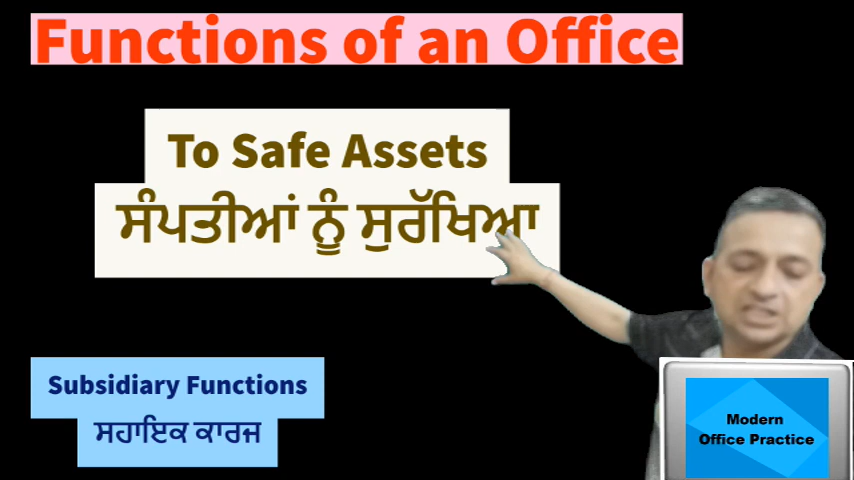 Functions of an Office
To Safe Assets
ਸੰਪਤੀਆਂ ਨੂੰ ਸੁਰੱਖਿਆ
Subsidiary Functions
ਸਹਾਇਕ ਕਾਰਜ
Modern
Office Practice